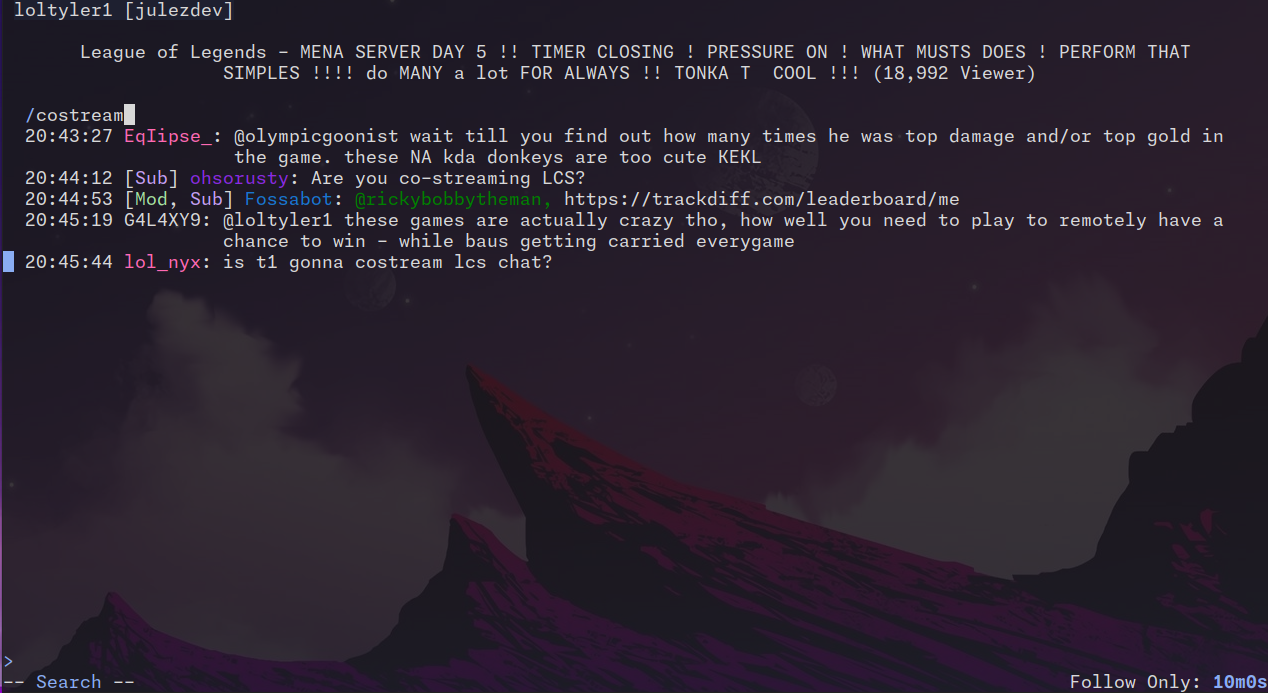 loltyler1 [julezdev]
League of Legends – MENA SERVER DAY 5 !! TIMER CLOSING ! PRESSURE ON ! WHAT MUSTS DOES ! PERFORM THAT
SIMPLES !!!! do MANY a lot FOR ALWAYS !! TONKA T  COOL !!! (18,992 Viewer)
/costream
20:43:27 EqIipse_: @olympicgoonist wait till you find out how many times he was top damage and/or top gold in
the game. these NA kda donkeys are too cute KEKL
20:44:12 [Sub] ohsorusty: Are you co-streaming LCS?
20:44:53 [Mod, Sub] Fossabot: @rickybobbytheman, https://trackdiff.com/leaderboard/me
20:45:19 G4L4XY9: @loltyler1 these games are actually crazy tho, how well you need to play to remotely have a
chance to win – while baus getting carried everygame
20:45:44 lol_nyx: is t1 gonna costream lcs chat?
>
-- Search --
Follow Only: 10m0s